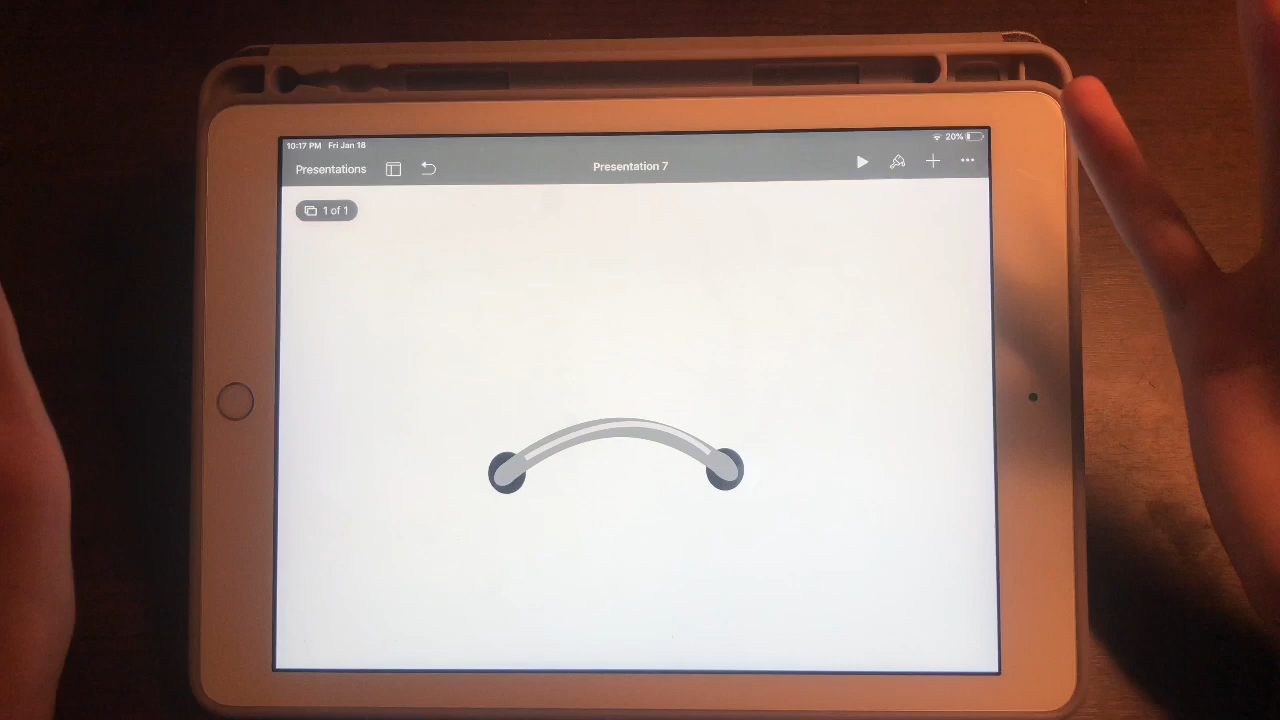 10:17 PM Fri Jan 18
20%
Presentations
Presentation 7
1 of 1